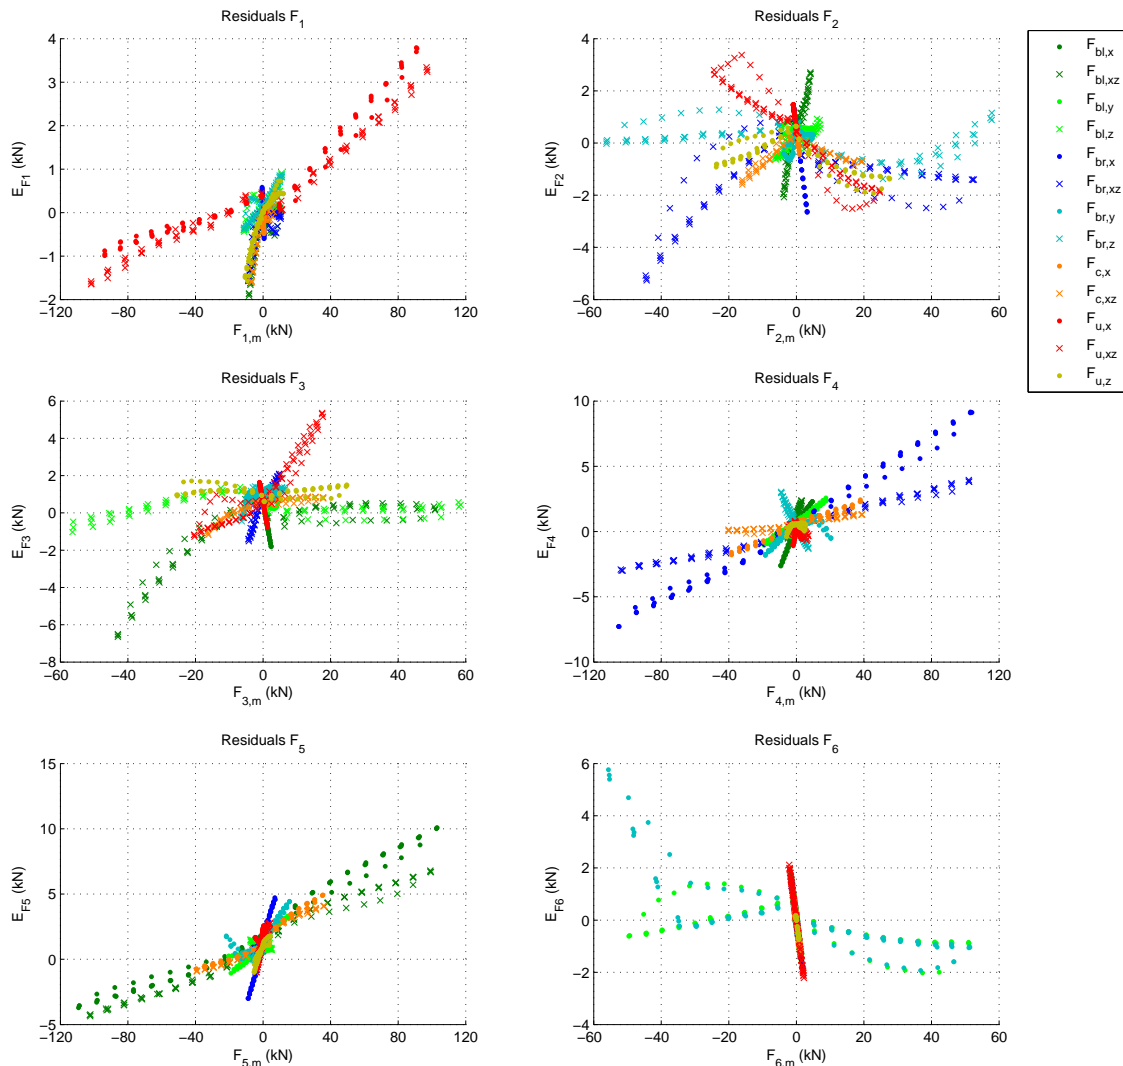 Residuals F1
4
3
2
1
0
−1
−2
−120 −80 −40 0 40 80 120
EF1 (kN)
F1,m (kN)
Residuals F2
4
2
0
−2
−4
−6
−60 −40 −20 0 20 40 60
EF2 (kN)
F2,m (kN)
Fbl,x
Fbl,xz
Fbl,y
Fbl,z
Fbr,x
Fbr,xz
Fbr,y
Fbr,z
Fc,x
Fc,xz
Fu,x
Fu,xz
Fu,z
Residuals F3
6
4
2
0
−2
−4
−6
−8
−60 −40 −20 0 20 40 60
EF3 (kN)
F3,m (kN)
Residuals F4
10
5
0
−5
−10
−120 −80 −40 0 40 80 120
EF4 (kN)
F4,m (kN)
Residuals F5
15
10
5
0
−5
−120 −80 −40 0 40 80 120
EF5 (kN)
F5,m (kN)
Residuals F6
6
4
2
0
−2
−4
−60 −40 −20 0 20 40 60
EF6 (kN)
F6,m (kN)